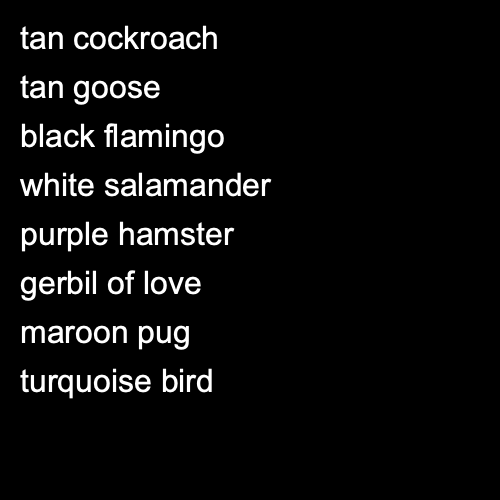 tan cockroach
tan goose
black flamingo
white salamander
purple hamster
gerbil of love
maroon pug
turquoise bird